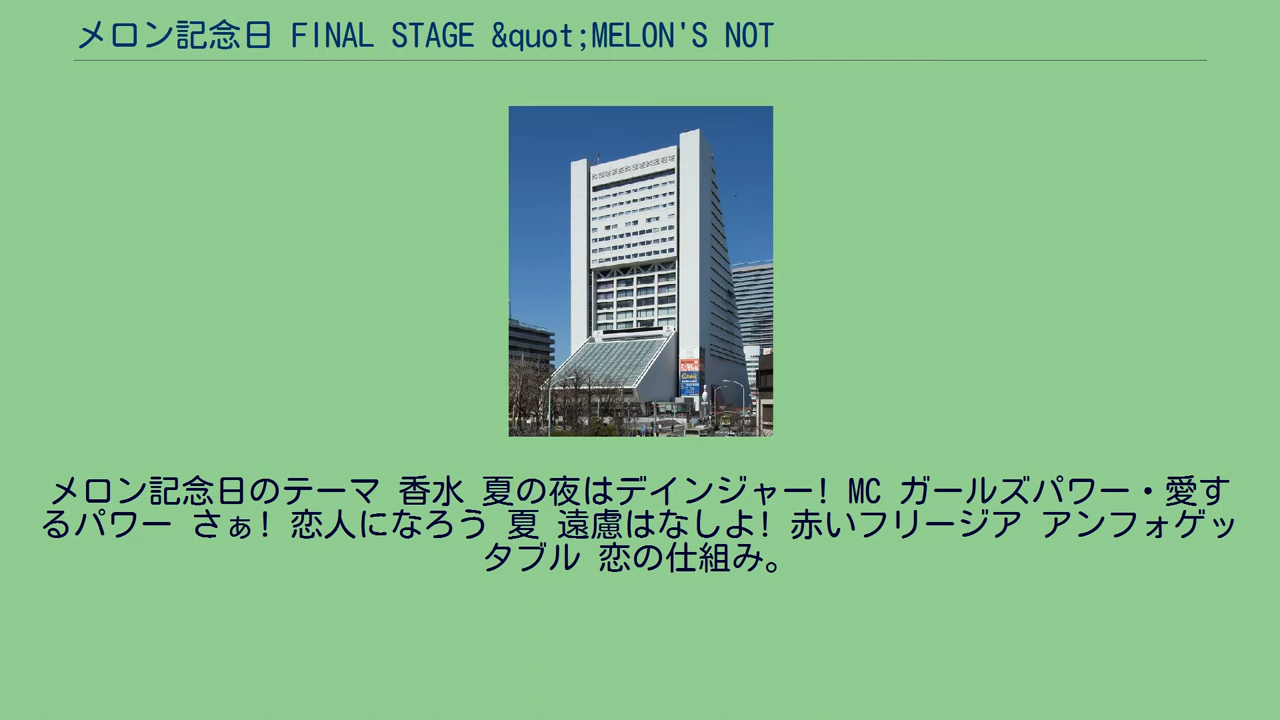 メロン記念日 FINAL STAGE &quot;MELON'S NOT
メロン記念日のテーマ 香水 夏の夜はデインジャー! MC ガールズパワー・愛す
るパワー さぁ! 恋人になろう 夏 遠慮はなしよ! 赤いフリージア アンフォゲッ
タブル 恋の仕組み。